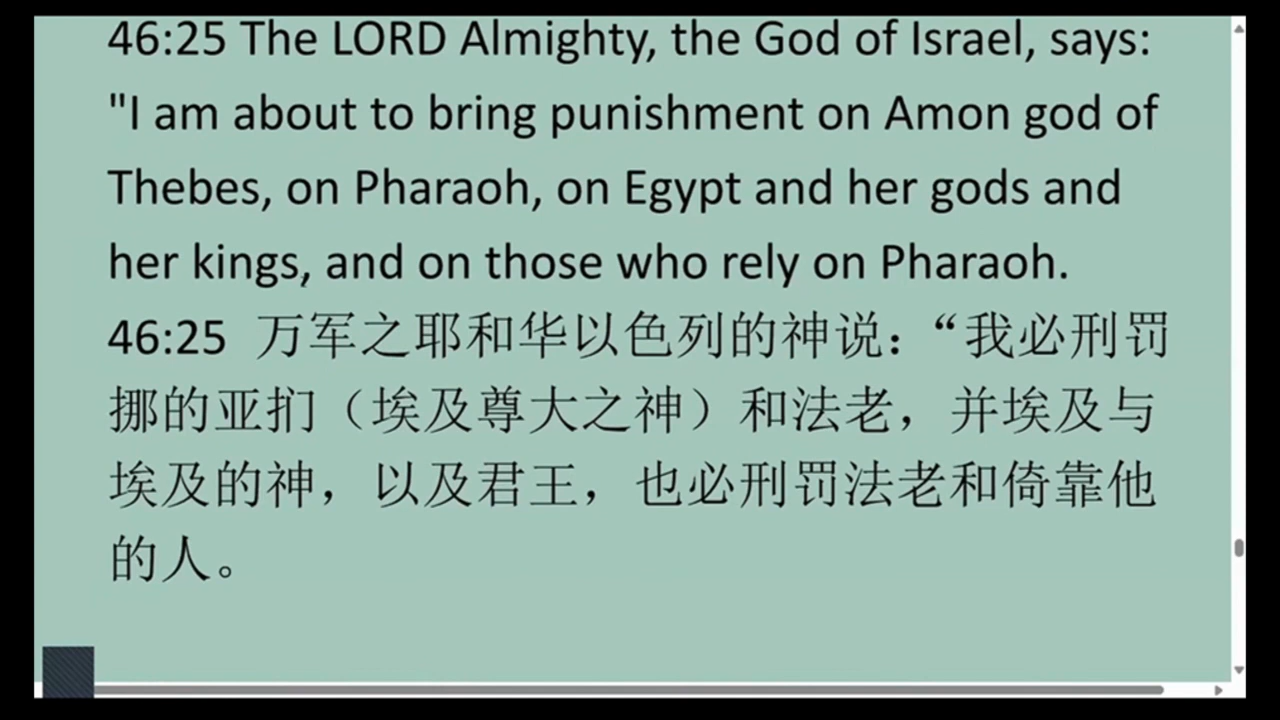 46:25 The LORD Almighty, the God of Israel, says:
"I am about to bring punishment on Amon god of
Thebes, on Pharaoh, on Egypt and her gods and
her kings, and on those who rely on Pharaoh.
46:25 万军之耶和华以色列的神说：“我必刑罚
挪的亚扪（埃及尊大之神）和法老，并埃及与
埃及的神，以及君王，也必刑罚法老和倚靠他
的人。